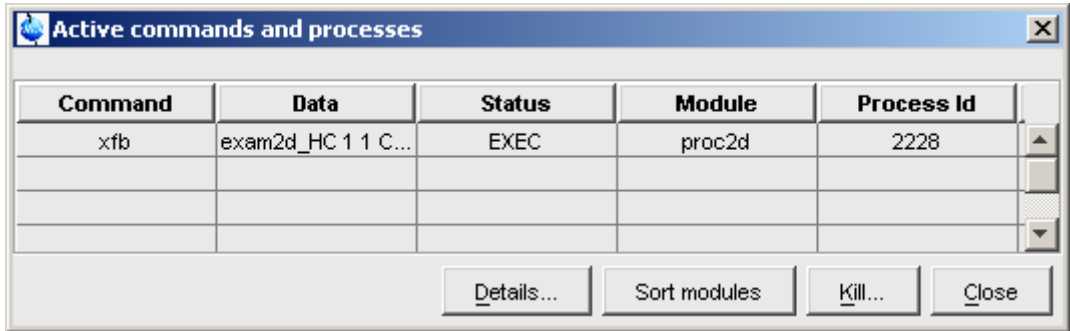 Active commands and processes
Command Data Status Module Process Id
xfb exam2d_HC 1 1 C... EXEC proc2d 2228
Details... Sort modules Kill... Close